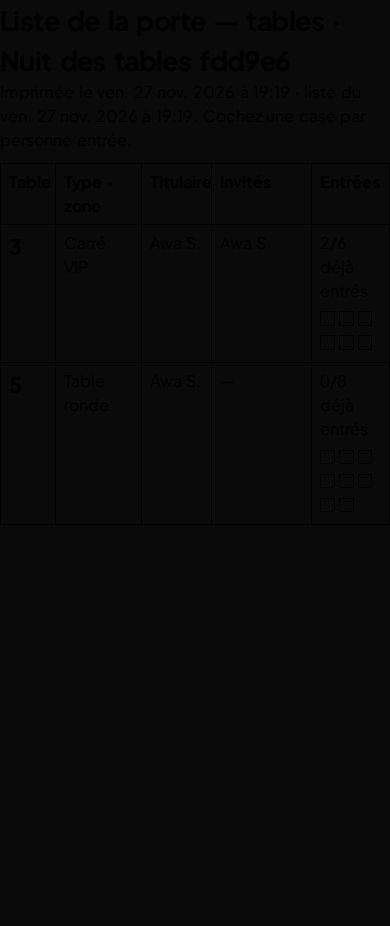 Liste de la porte — tables ·
Nuit des tables fdd9e6
Imprimée le ven. 27 nov. 2026 à 19:19 · liste du
ven. 27 nov. 2026 à 19:19. Cochez une case par
personne entrée.
Table Type · Titulaire Invités Entrées
zone
3 Carré Awa S. Awa S. 2/6
VIP déjà
entrés
5 Table Awa S. — 0/8
ronde déjà
entrés